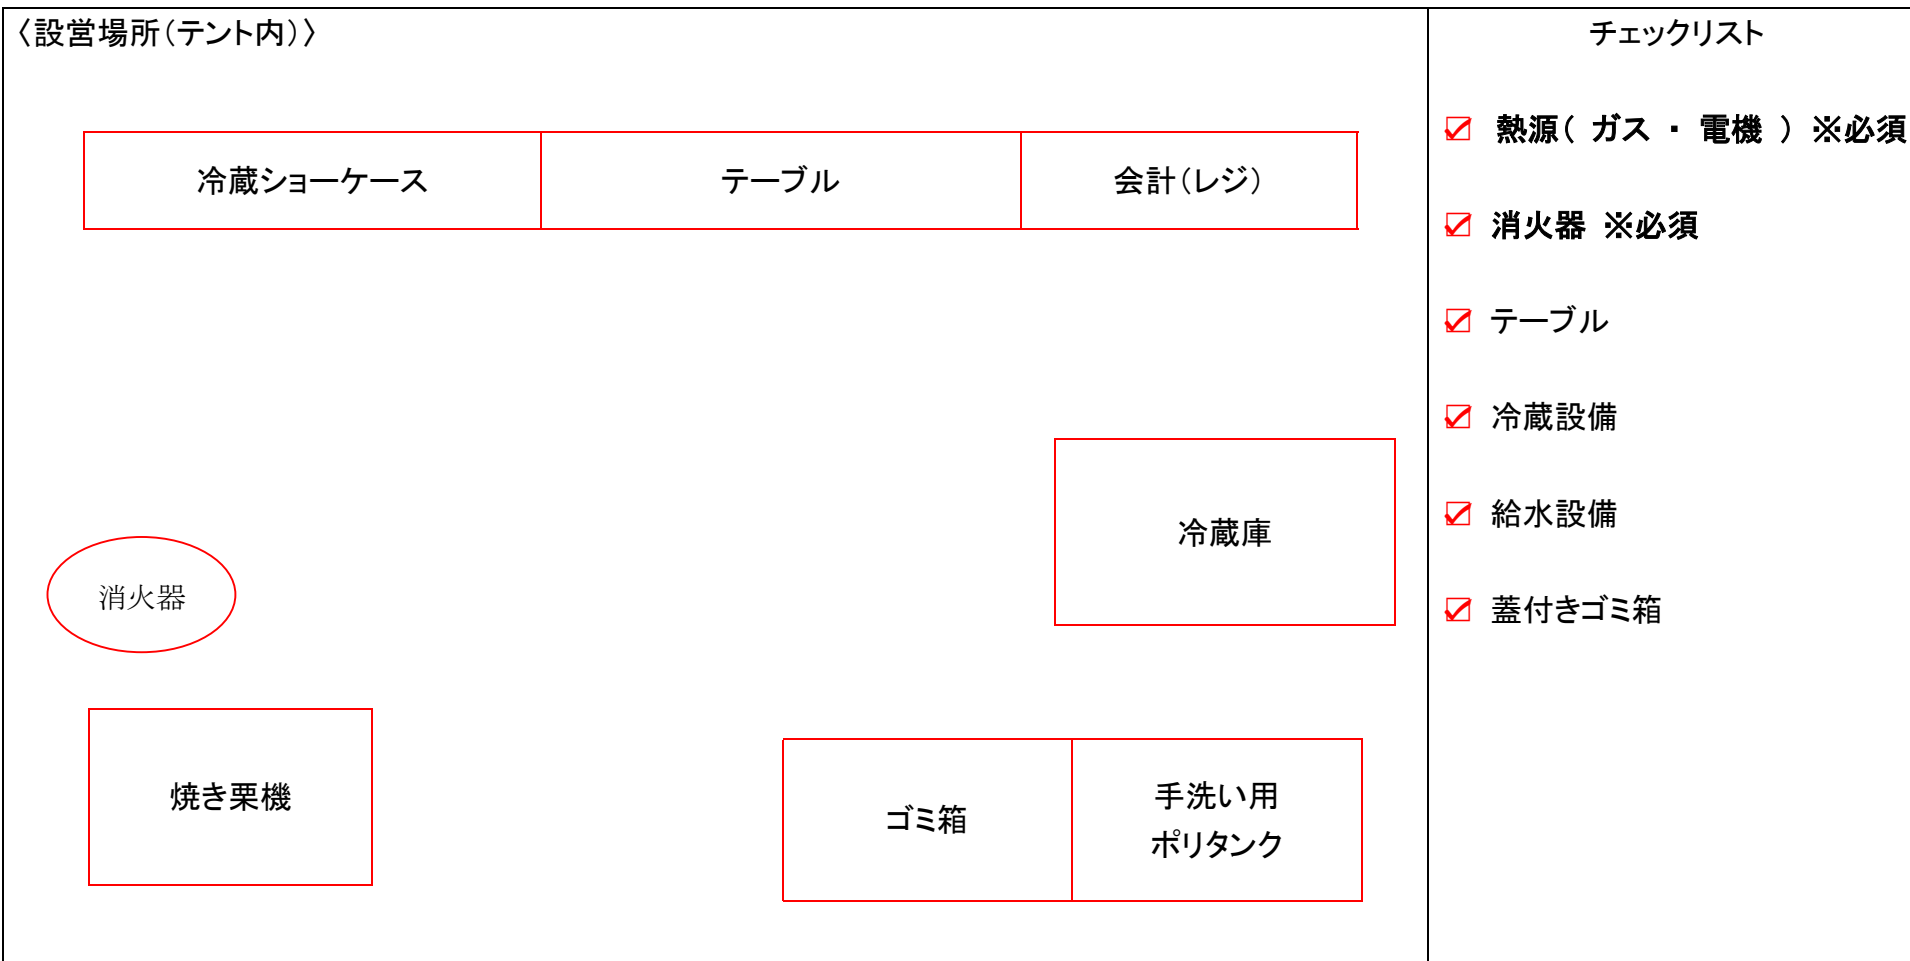 〈設営場所(テント内)〉
冷蔵ショーケース
テーブル
会計(レジ)
冷蔵庫
消火器
焼き栗機
ゴミ箱
手洗い用
ポリタンク
チェックリスト
☑ 熱源( ガス ・ 電機 ) ※必須
☑ 消火器 ※必須
☑ テーブル
☑ 冷蔵設備
☑ 給水設備
☑ 蓋付きゴミ箱